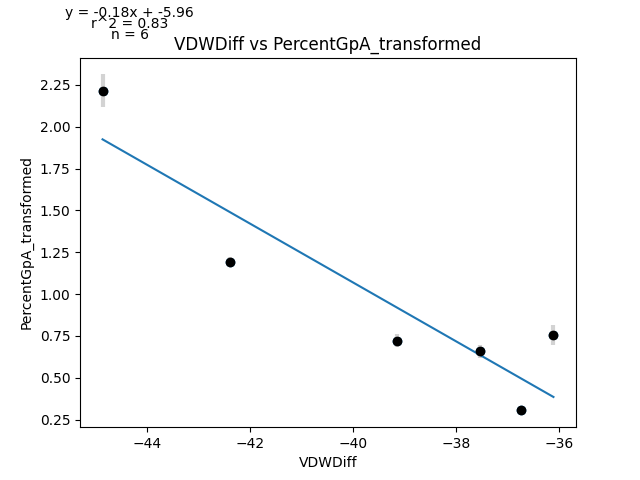 y = -0.18x + -5.96
r^2 = 0.83
n = 6
VDWDiff vs PercentGpA_transformed
PercentGpA_transformed
2.25
2.00
1.75
1.50
1.25
1.00
0.75
0.50
0.25
−44
−42
−40
−38
−36
VDWDiff